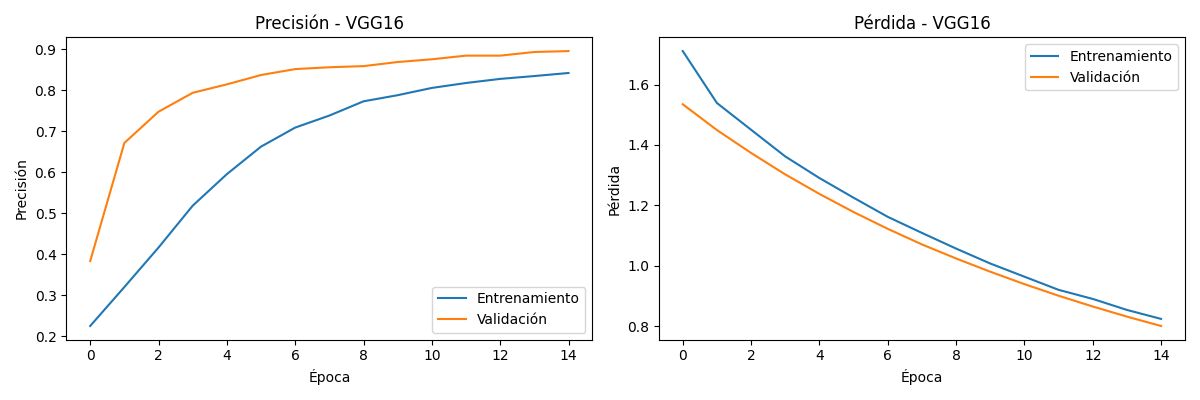 Precisión - VGG16
Precisión
0.9
0.8
0.7
0.6
0.5
0.4
0.3
0.2
0 2 4 6 8 10 12 14
Época
Entrenamiento
Validación
Pérdida - VGG16
Pérdida
1.6
1.4
1.2
1.0
0.8
0 2 4 6 8 10 12 14
Época
Entrenamiento
Validación